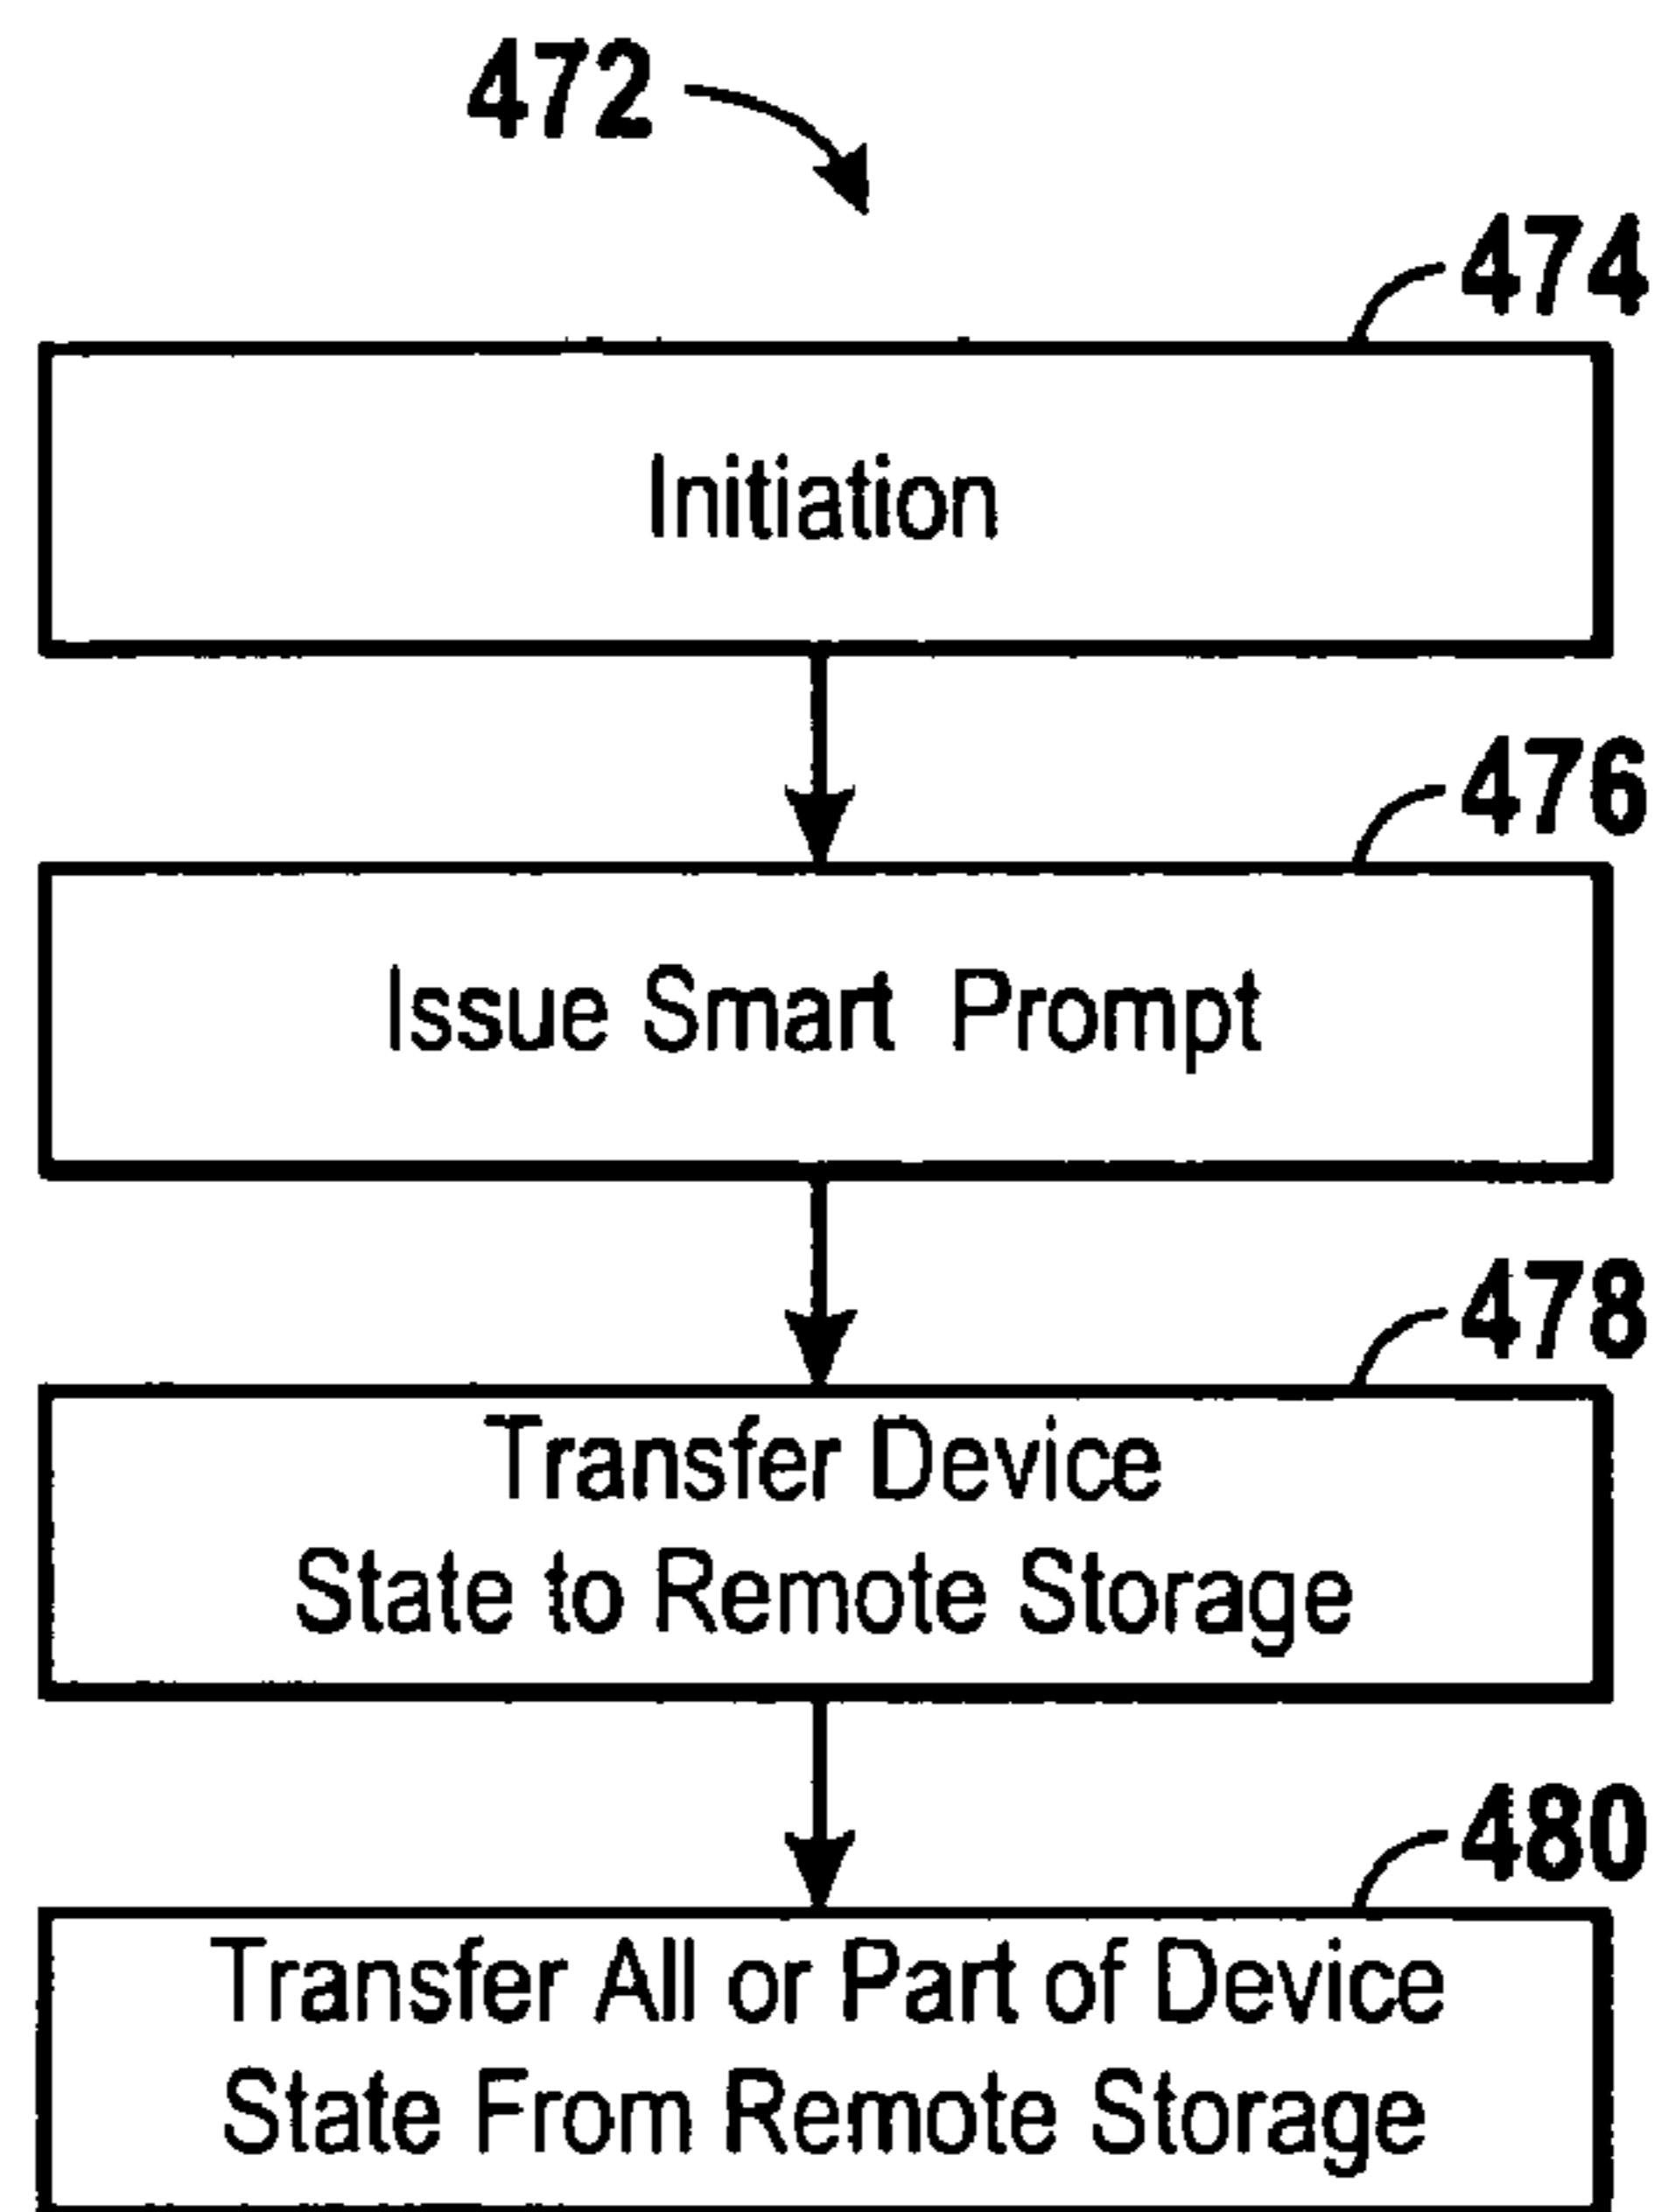 472
474
Initiation
476
Issue Smart Prompt
478
Transfer Device
State to Remote Storage
480
Transfer All or Part of Device
State From Remote Storage